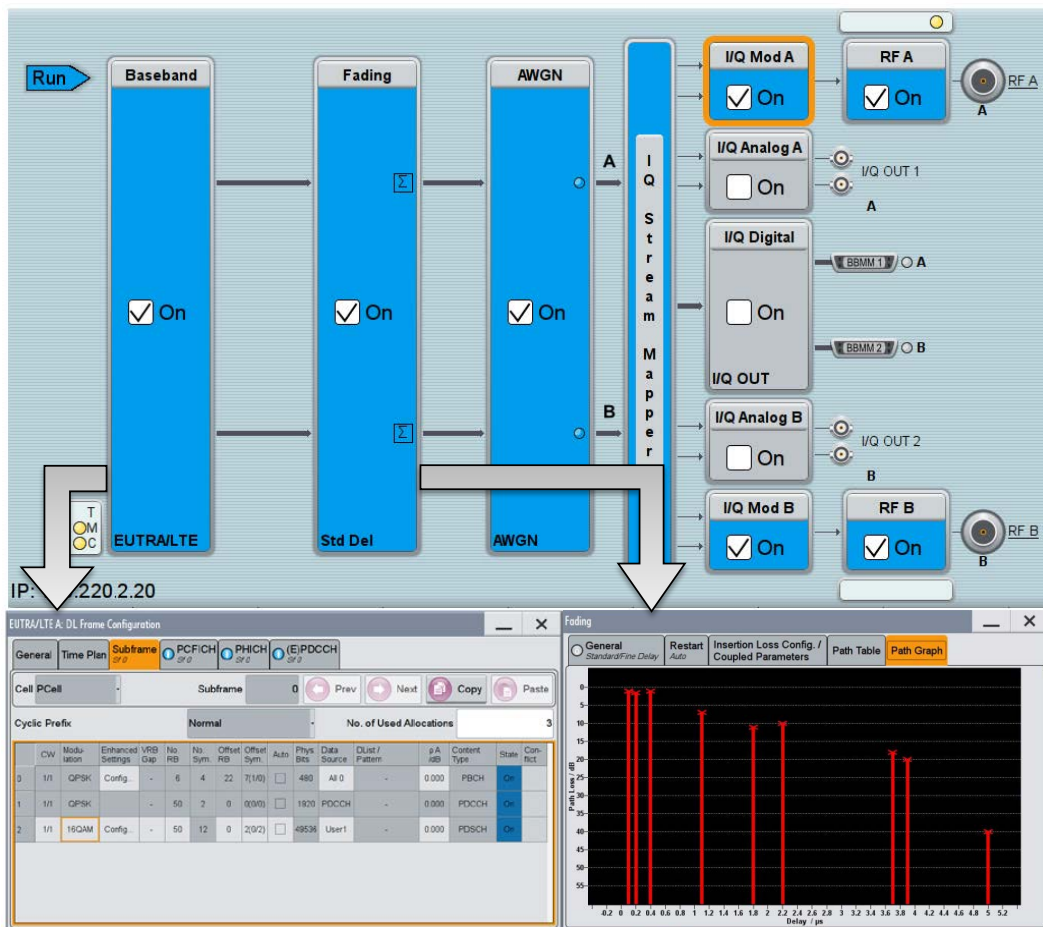 Run
Baseband
On
EUTRA/LTE
T
M
C
Fading
Σ
Σ
On
Std Del
AWGN
On
AWGN
A
B
I Q Stream Mapper
I/Q Mod A
On
RF A
On
RF A
A
I/Q Analog A
On
I/Q OUT 1
A
I/Q Digital
On
I/Q OUT
BBMM 1 A
BBMM 2 B
I/Q Analog B
On
I/Q OUT 2
B
I/Q Mod B
On
RF B
On
RF B
B
IP: .220.2.20
EUTRA/LTE A: DL Frame Configuration
General Time Plan Subframe Sf 0 PCFICH Sf 0 PHICH Sf 0 (E)PDCCH Sf 0
Cell PCell Subframe 0 Prev Next Copy Paste
Cyclic Prefix Normal No. of Used Allocations 3
CW Modu-lation Enhanced Settings VRB Gap No. RB No. Sym. Offset RB Offset Sym. Auto Phys. Bits Data Source DList / Pattern ρ A /dB Content Type State Con-flict
0 1/1 QPSK Config... - 6 4 22 7(1/0) 480 All 0 0.000 PBCH On
1 1/1 QPSK - 50 2 0 0(0/0) 1920 PDCCH - 0.000 PDCCH On
2 1/1 16QAM Config... - 50 12 0 2(0/2) 49536 User1 - 0.000 PDSCH On
Fading
General Standard/Fine Delay
Restart Auto
Insertion Loss Config. / Coupled Parameters
Path Table
Path Graph
Path Loss / dB
0
5
10
15
20
25
30
35
40
45
50
55
-0.2 0 0.2 0.4 0.6 0.8 1 1.2 1.4 1.6 1.8 2 2.2 2.4 2.6 2.8 3 3.2 3.4 3.6 3.8 4 4.2 4.4 4.6 4.8 5 5.2
Delay / µs